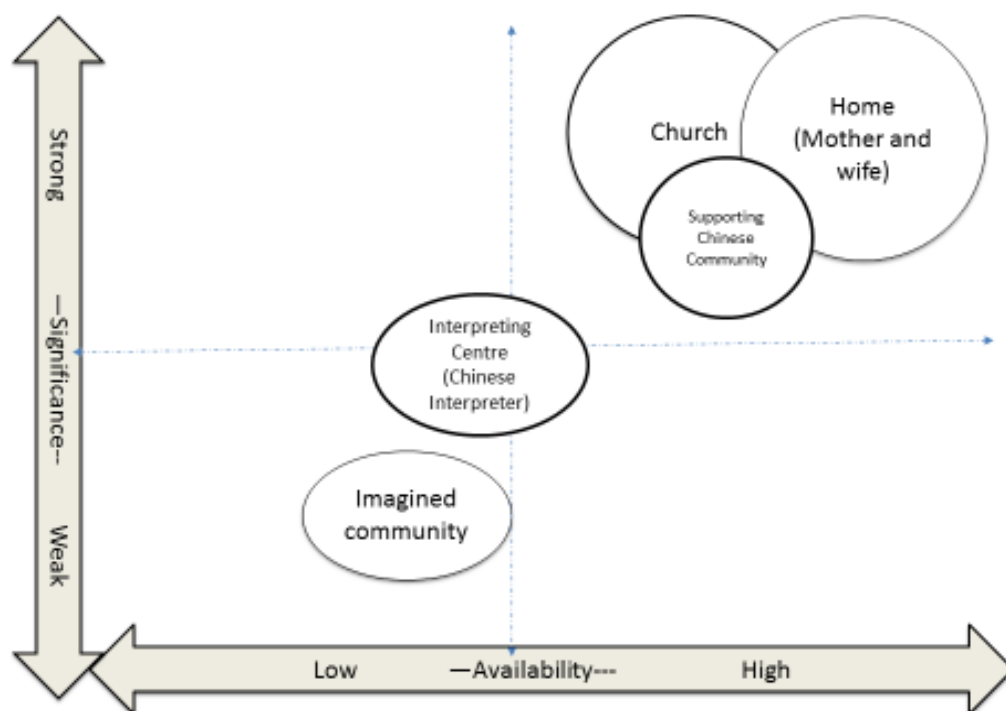 Church
Home
(Mother and
wife)
Supporting
Chinese
Community
Interpreting
Centre
(Chinese
Interpreter)
Imagined
community
Strong —Significance--- Weak
Low —Availability--- High